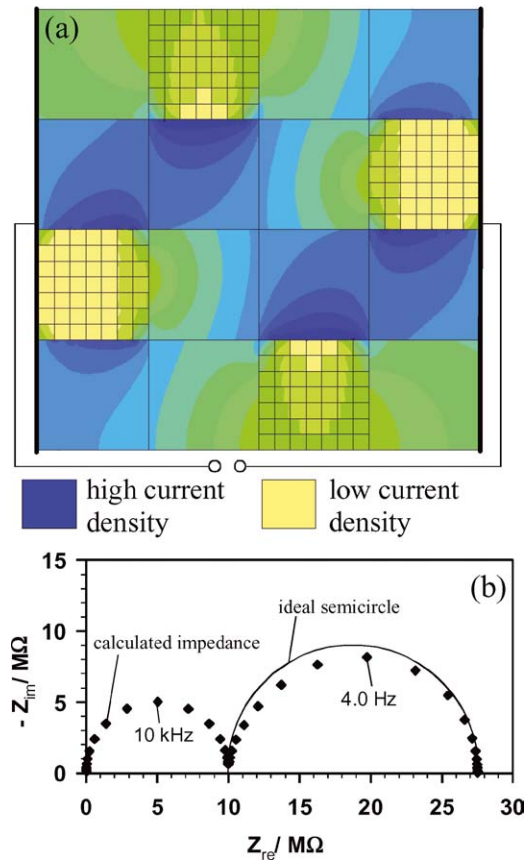 (a)
high current
density
low current
density
(b)
ideal semicircle
calculated impedance
10 kHz
4.0 Hz
15
10
5
0
- Z_im/ MΩ
0 5 10 15 20 25 30
Z_re/ MΩ